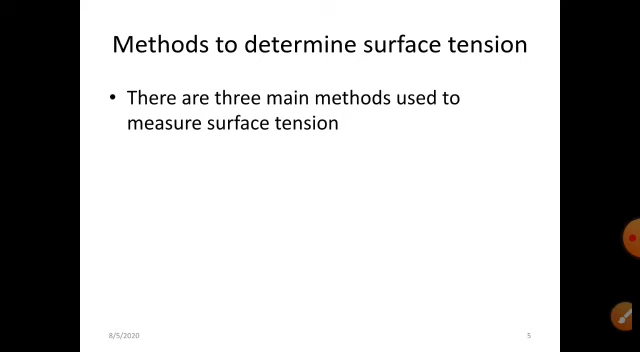 Methods to determine surface tension
• There are three main methods used to
measure surface tension
8/5/2020
5